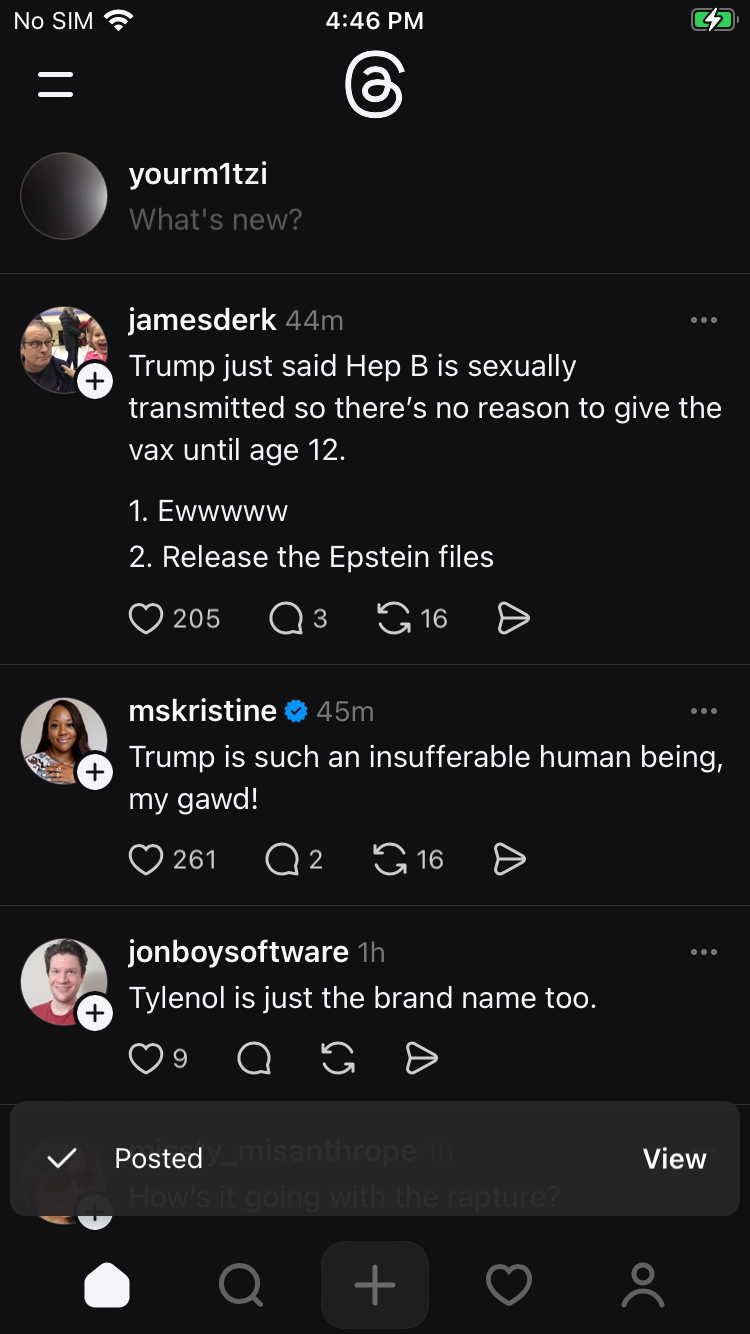 No SIM 4:46 PM
yourm1tzi
What's new?
jamesderk 44m
Trump just said Hep B is sexually
transmitted so there’s no reason to give the
vax until age 12.
1. Ewwwww
2. Release the Epstein files
205 3 16
mskristine 45m
Trump is such an insufferable human being,
my gawd!
261 2 16
jonboysoftware 1h
Tylenol is just the brand name too.
9
Posted View
How's it going with the rapture?